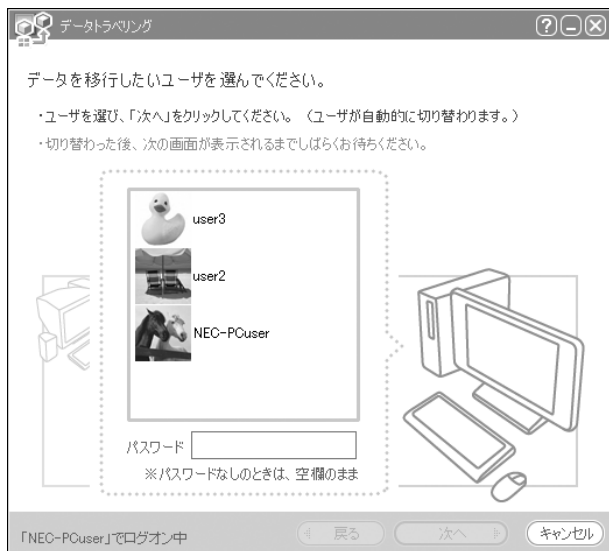 データトラベリング
データを移行したいユーザを選んでください。
・ユーザを選び、「次へ」をクリックしてください。（ユーザが自動的に切り替わります。）
・切り替わった後、次の画面が表示されるまでしばらくお待ちください。
user3
user2
NEC-PCuser
パスワード
※パスワードなしのときは、空欄のまま
「NEC-PCuser」でログオン中
戻る
次へ
キャンセル